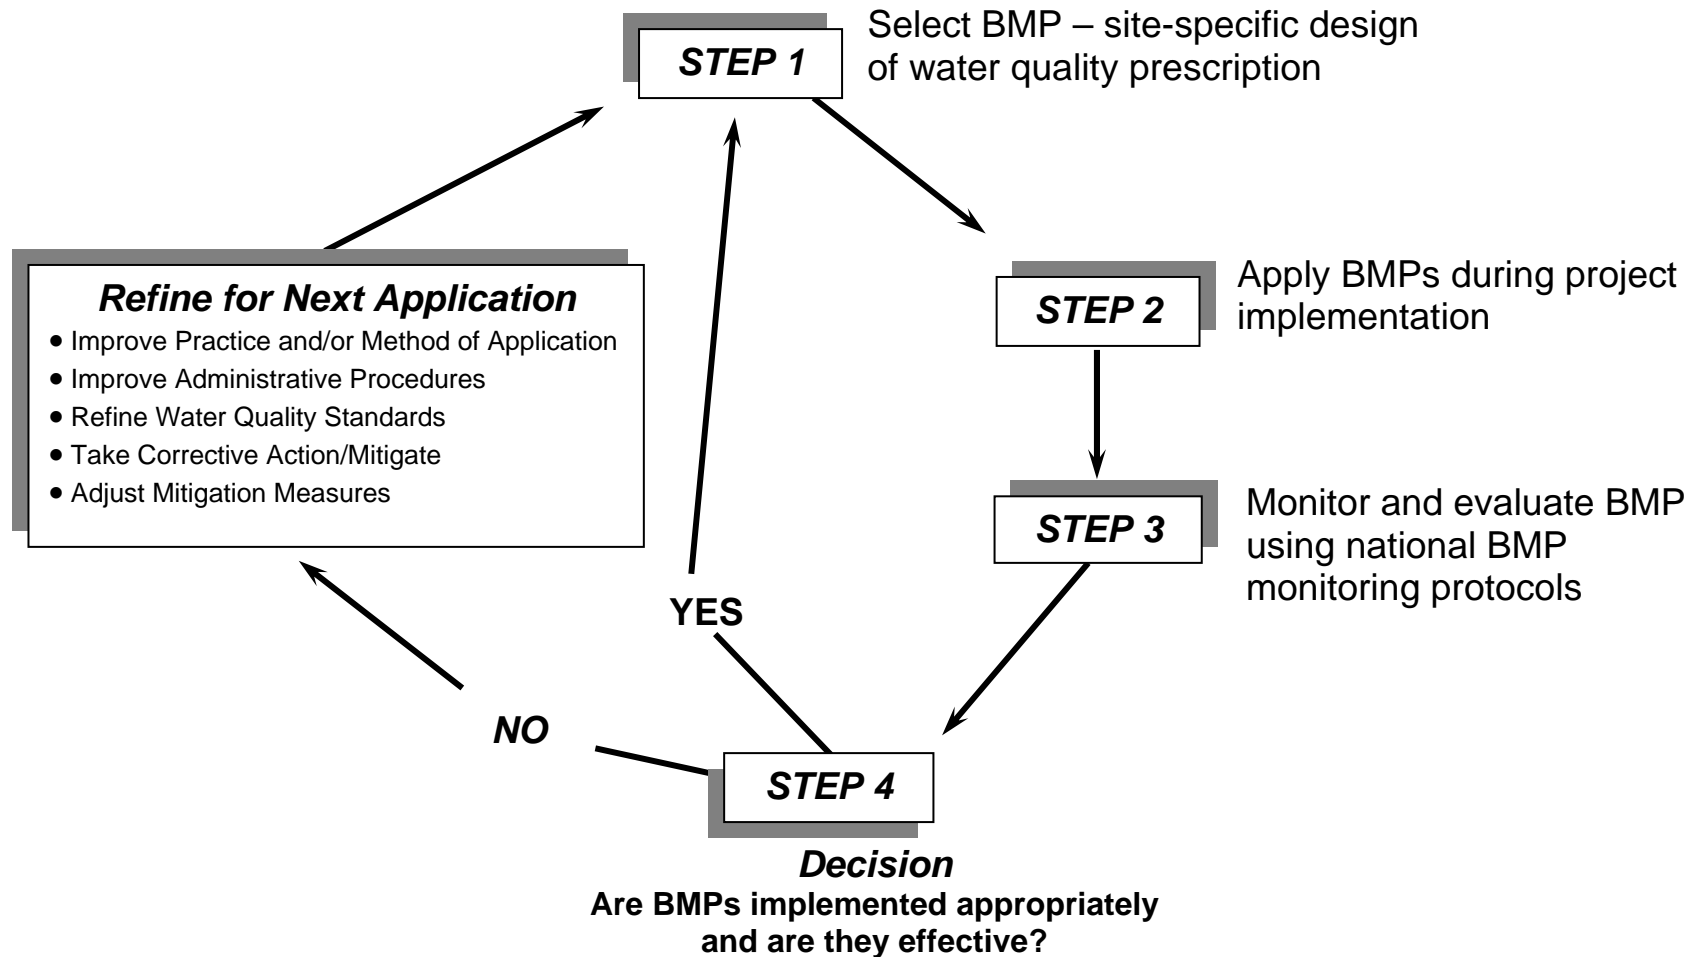 STEP 1
Select BMP – site-specific design
of water quality prescription
STEP 2
Apply BMPs during project
implementation
STEP 3
Monitor and evaluate BMP
using national BMP
monitoring protocols
STEP 4
Decision
Are BMPs implemented appropriately
and are they effective?
YES
NO
Refine for Next Application
• Improve Practice and/or Method of Application
• Improve Administrative Procedures
• Refine Water Quality Standards
• Take Corrective Action/Mitigate
• Adjust Mitigation Measures